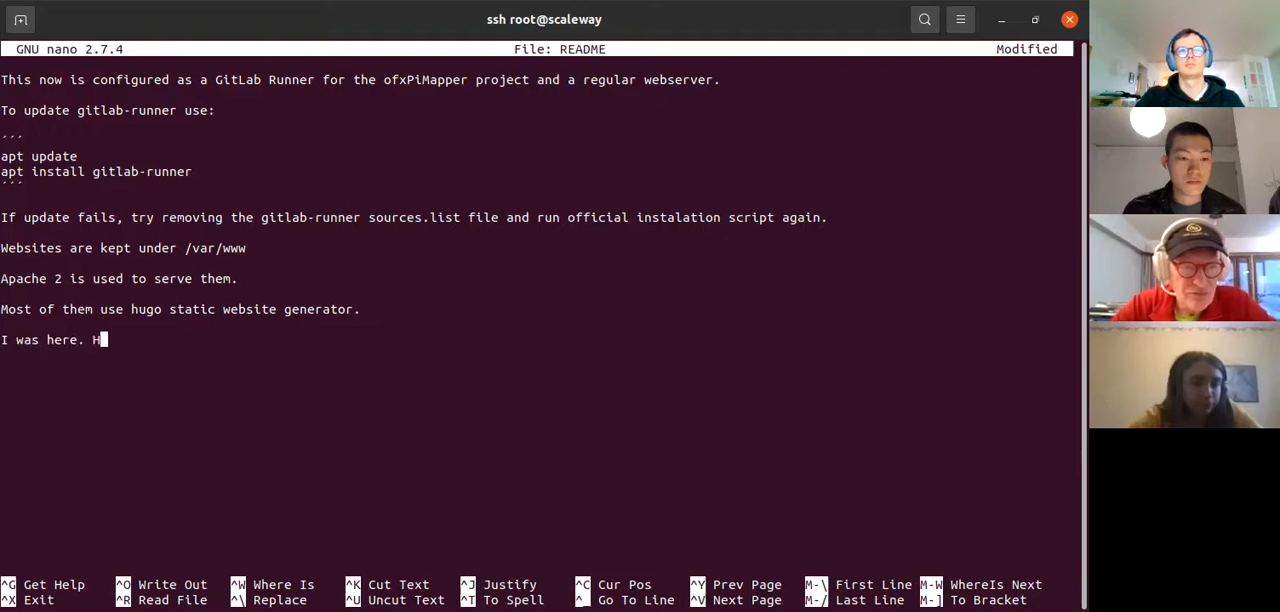 ssh root@scaleway
GNU nano 2.7.4 File: README Modified
This now is configured as a GitLab Runner for the ofxPiMapper project and a regular webserver.
To update gitlab-runner use:
´´´
apt update
apt install gitlab-runner
´´´
If update fails, try removing the gitlab-runner sources.list file and run official instalation script again.
Websites are kept under /var/www
Apache 2 is used to serve them.
Most of them use hugo static website generator.
I was here. H
^G Get Help ^O Write Out ^W Where Is ^K Cut Text ^J Justify ^C Cur Pos ^Y Prev Page M-\ First Line M-W WhereIs Next
^X Exit ^R Read File ^\ Replace ^U Uncut Text ^T To Spell ^_ Go To Line ^V Next Page M-/ Last Line M-] To Bracket